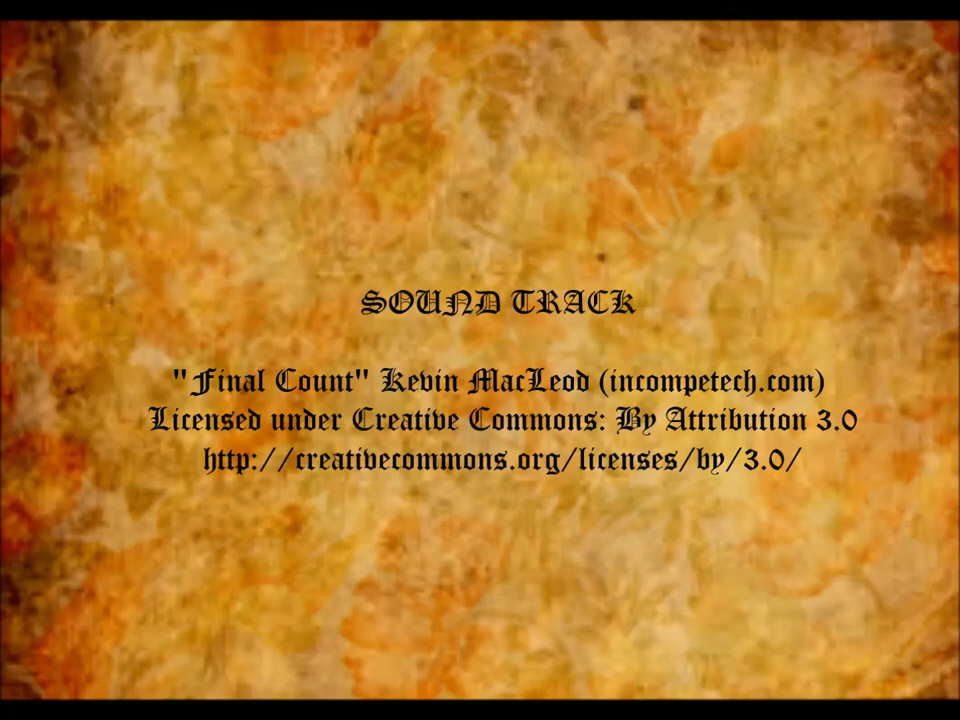 SOUND TRACK
"Final Count" Kevin MacLeod (incompetech.com)
Licensed under Creative Commons: By Attribution 3.0
http://creativecommons.org/licenses/by/3.0/